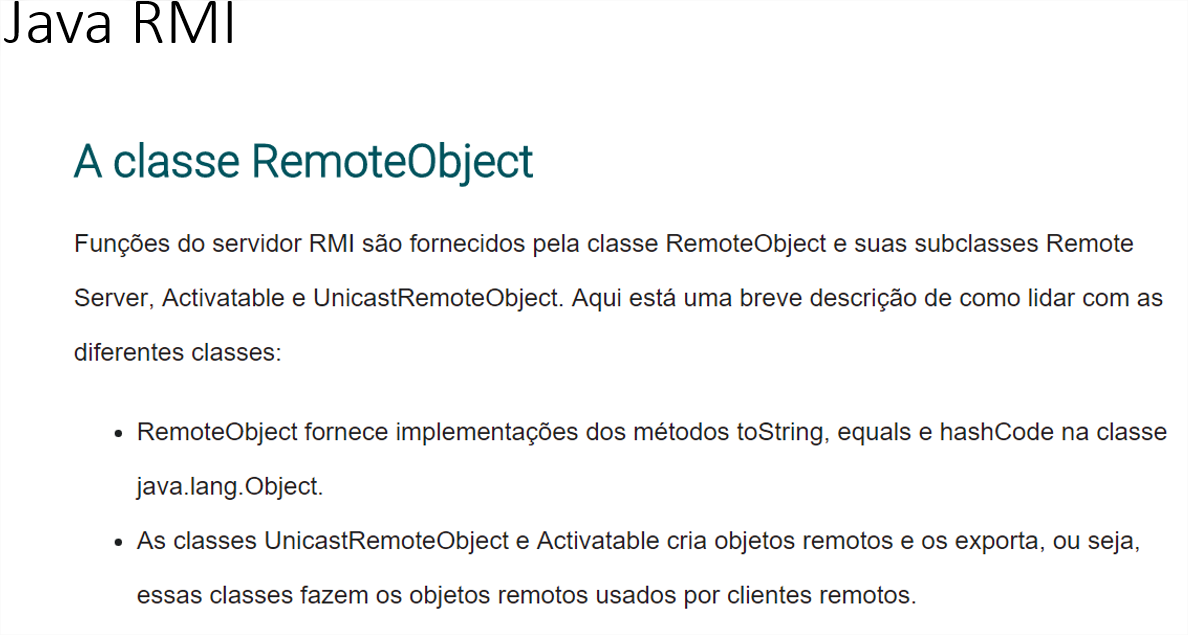 Java RMI
A classe RemoteObject
Funções do servidor RMI são fornecidos pela classe RemoteObject e suas subclasses Remote
Server, Activatable e UnicastRemoteObject. Aqui está uma breve descrição de como lidar com as
diferentes classes:
• RemoteObject fornece implementações dos métodos toString, equals e hashCode na classe
java.lang.Object.
• As classes UnicastRemoteObject e Activatable cria objetos remotos e os exporta, ou seja,
essas classes fazem os objetos remotos usados por clientes remotos.